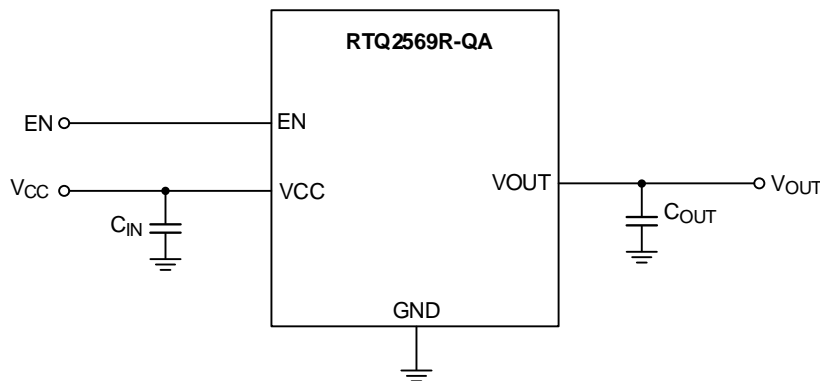 RTQ2569R-QA
EN
EN
VCC
VCC
VOUT
VOUT
CIN
COUT
GND